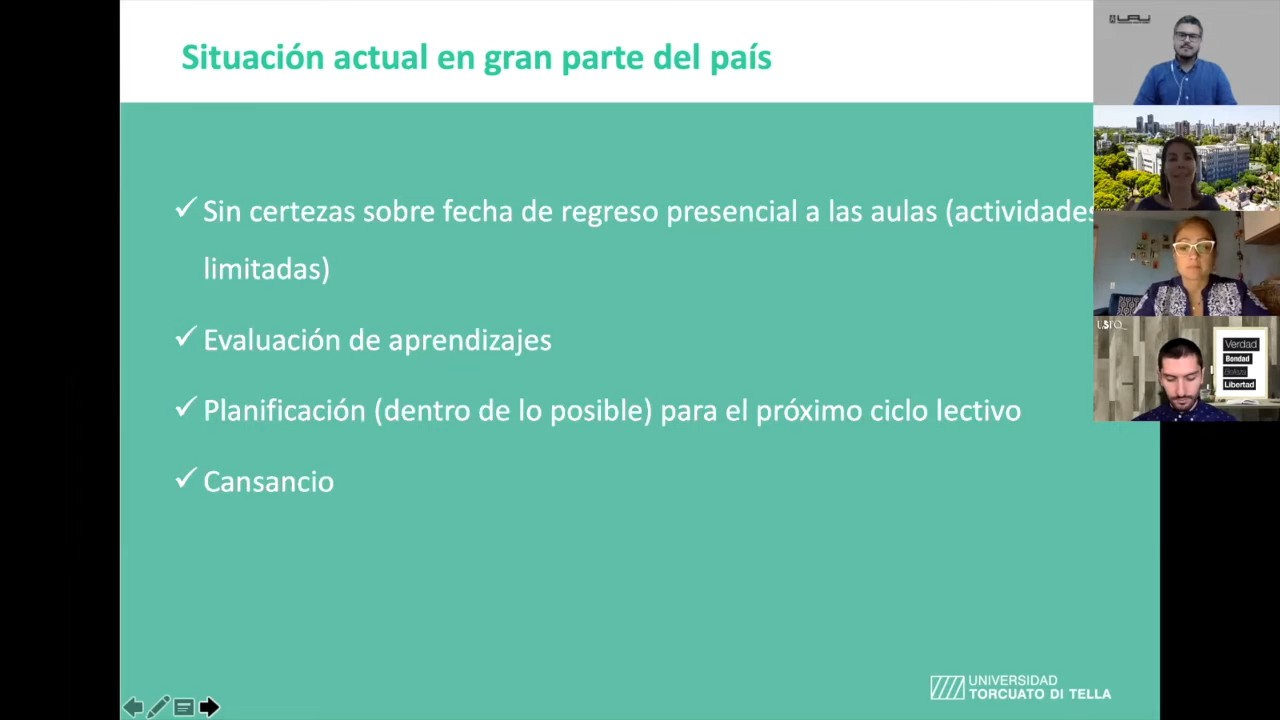 Situación actual en gran parte del país
✓ Sin certezas sobre fecha de regreso presencial a las aulas (actividades
limitadas)
✓ Evaluación de aprendizajes
✓ Planificación (dentro de lo posible) para el próximo ciclo lectivo
✓ Cansancio
UNIVERSIDAD
TORCUATO DI TELLA
Verdad
Bondad
Belleza
Libertad